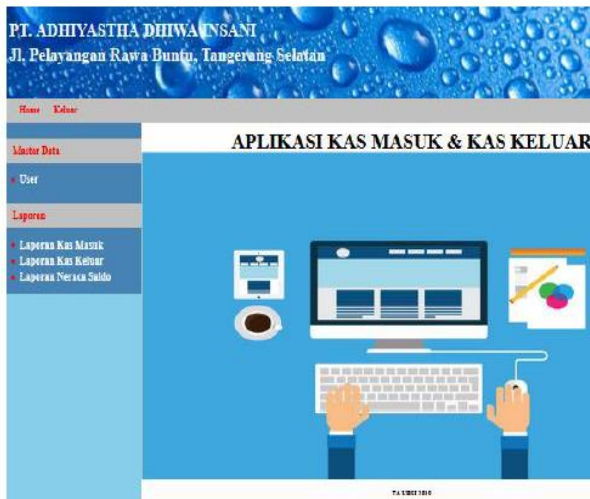 PT. ADHIYASTHA DHIWA INSANI
Jl. Pelayangan Rawa Buntu, Tangerang Selatan
Home Keluar
Master Data
User
Laporan
Laporan Kas Masuk
Laporan Kas Keluar
Laporan Neraca Saldo
APLIKASI KAS MASUK & KAS KELUAR